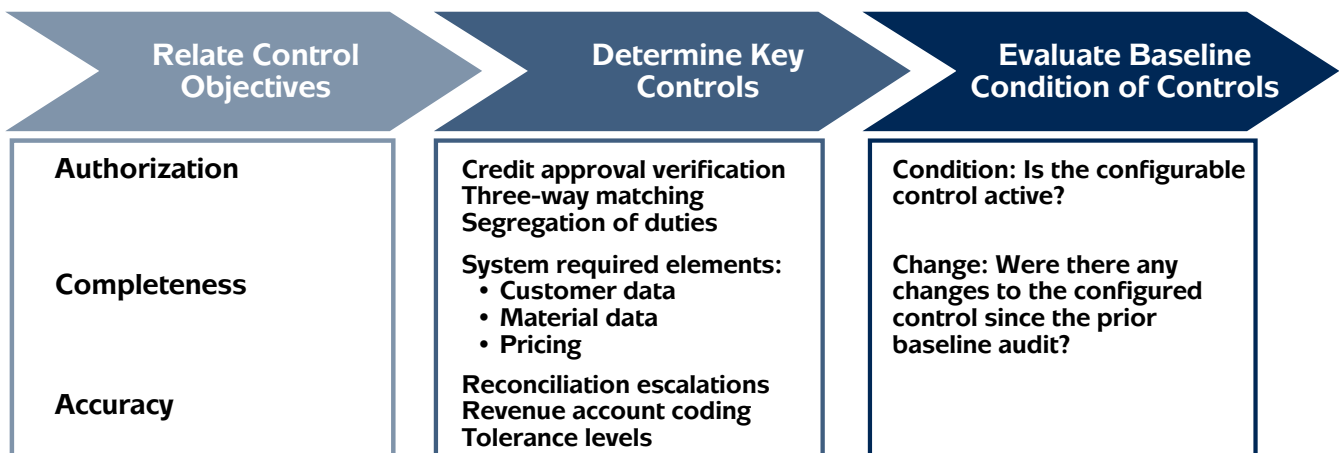 Relate Control
Objectives
Determine Key
Controls
Evaluate Baseline
Condition of Controls
Authorization
Completeness
Accuracy
Credit approval verification
Three-way matching
Segregation of duties
System required elements:
• Customer data
• Material data
• Pricing
Reconciliation escalations
Revenue account coding
Tolerance levels
Condition: Is the configurable
control active?
Change: Were there any
changes to the configured
control since the prior
baseline audit?